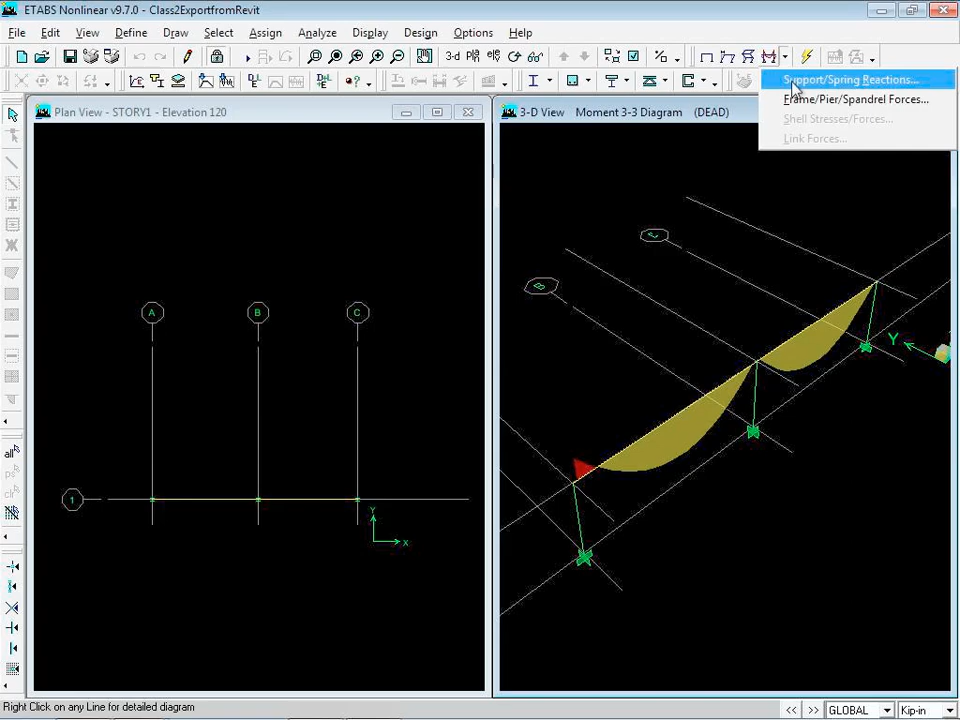 ETABS Nonlinear v9.7.0 - Class2ExportfromRevit
File Edit View Define Draw Select Assign Analyze Display Design Options Help
3-d
Support/Spring Reactions...
Frame/Pier/Spandrel Forces...
Shell Stresses/Forces...
Link Forces...
Plan View - STORY1 - Elevation 120
3-D View Moment 3-3 Diagram (DEAD)
A B C
1
Y
X
B
Y
all
ps
clr
Right Click on any Line for detailed diagram
<< >> GLOBAL Kip-in